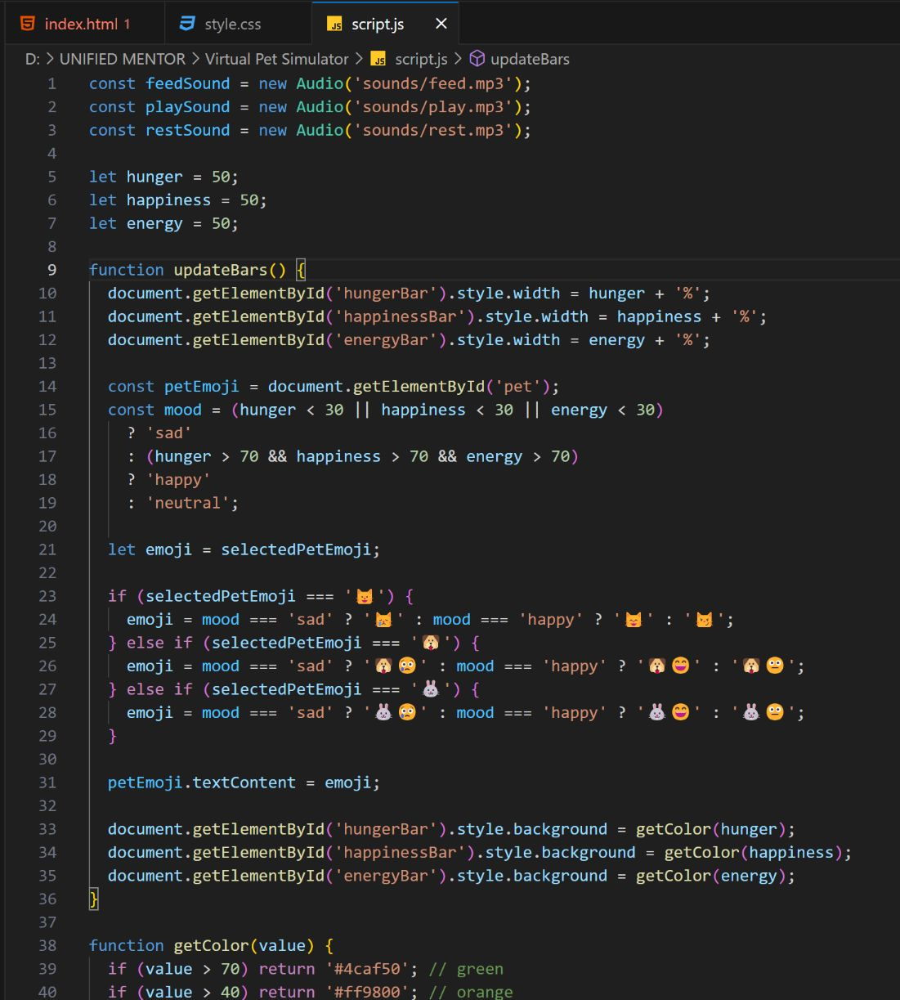 index.html 1
style.css
script.js
D: > UNIFIED MENTOR > Virtual Pet Simulator > JS script.js > updateBars
1 const feedSound = new Audio('sounds/feed.mp3');
2 const playSound = new Audio('sounds/play.mp3');
3 const restSound = new Audio('sounds/rest.mp3');
4
5 let hunger = 50;
6 let happiness = 50;
7 let energy = 50;
8
9 function updateBars() {
10   document.getElementById('hungerBar').style.width = hunger + '%';
11   document.getElementById('happinessBar').style.width = happiness + '%';
12   document.getElementById('energyBar').style.width = energy + '%';
13
14   const petEmoji = document.getElementById('pet');
15   const mood = (hunger < 30 || happiness < 30 || energy < 30)
16     ? 'sad'
17     : (hunger > 70 && happiness > 70 && energy > 70)
18     ? 'happy'
19     : 'neutral';
20
21   let emoji = selectedPetEmoji;
22
23   if (selectedPetEmoji === '😺') {
24     emoji = mood === 'sad' ? '😿' : mood === 'happy' ? '😸' : '😼';
25   } else if (selectedPetEmoji === '🐶') {
26     emoji = mood === 'sad' ? '🐶😢' : mood === 'happy' ? '🐶😄' : '🐶😐';
27   } else if (selectedPetEmoji === '🐰') {
28     emoji = mood === 'sad' ? '🐰😢' : mood === 'happy' ? '🐰😄' : '🐰😐';
29   }
30
31   petEmoji.textContent = emoji;
32
33   document.getElementById('hungerBar').style.background = getColor(hunger);
34   document.getElementById('happinessBar').style.background = getColor(happiness);
35   document.getElementById('energyBar').style.background = getColor(energy);
36 }
37
38 function getColor(value) {
39   if (value > 70) return '#4caf50'; // green
40   if (value > 40) return '#ff9800'; // orange